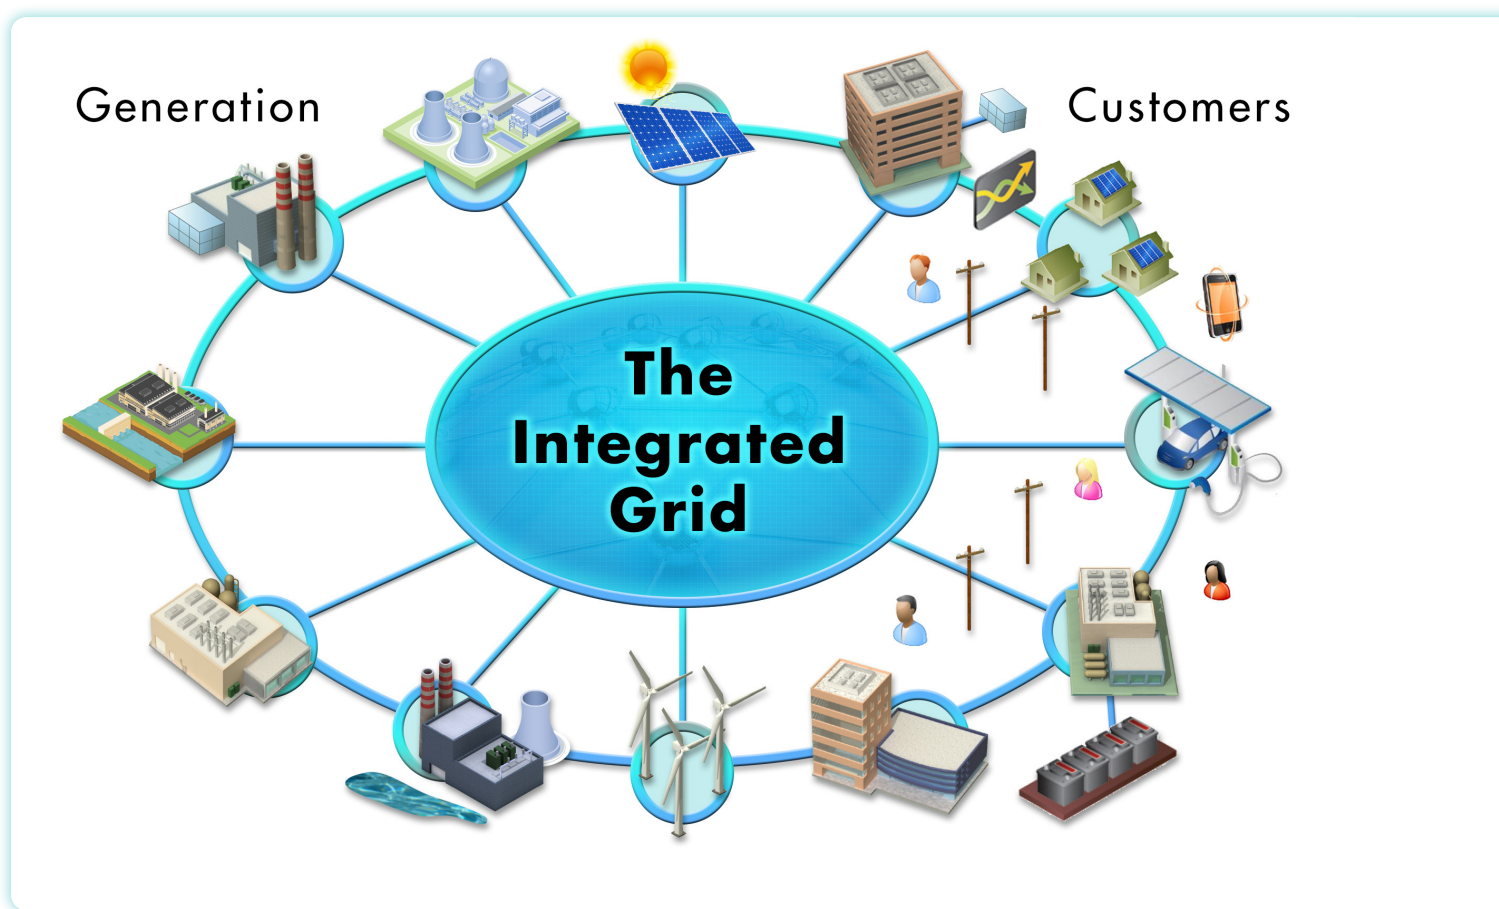 Generation
Customers
The
Integrated
Grid